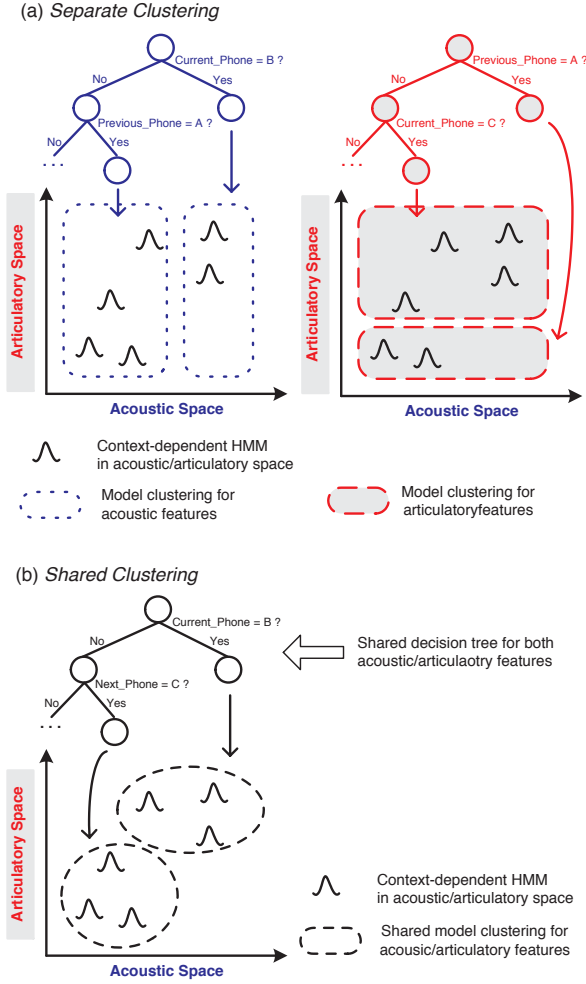 (a) Separate Clustering
Current_Phone = B ?
No
Yes
Previous_Phone = A ?
No
Yes
. . .
Articulatory Space
Acoustic Space
Previous_Phone = A ?
No
Yes
Current_Phone = C ?
No
Yes
. . .
Articulatory Space
Acoustic Space
Context-dependent HMM
in acoustic/articulatory space
Model clustering for
acoustic features
Model clustering for
articulatoryfeatures
(b) Shared Clustering
Current_Phone = B ?
No
Yes
Next_Phone = C ?
No
Yes
. . .
Shared decision tree for both
acoustic/articulaotry features
Articulatory Space
Acoustic Space
Context-dependent HMM
in acoustic/articulatory space
Shared model clustering for
acousic/articulatory features